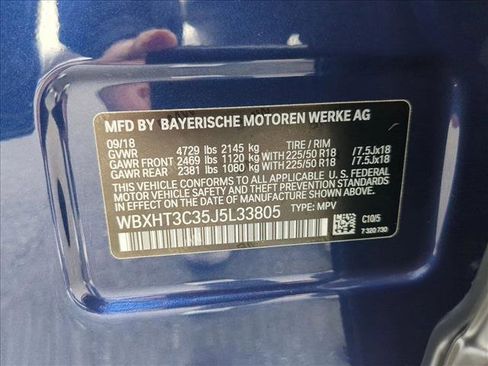 MFD BY BAYERISCHE MOTOREN WERKE AG
09/18
GVWR 4729 lbs 2145 kg TIRE / RIM
GAWR FRONT 2469 lbs 1120 kg WITH 225/50 R18 /7.5Jx18
GAWR REAR 2381 lbs 1080 kg WITH 225/50 R18 /7.5Jx18
THIS VEHICLE CONFORMS TO ALL APPLICABLE U.S. FEDERAL
MOTOR VEHICLE SAFETY, BUMPER, AND THEFT PREVENTION
STANDARDS IN EFFECT ON THE DATE OF MANUFACTURE SHOWN ABOVE.
WBXHT3C35J5L33805 TYPE: MPV
C10/5
7 320 730